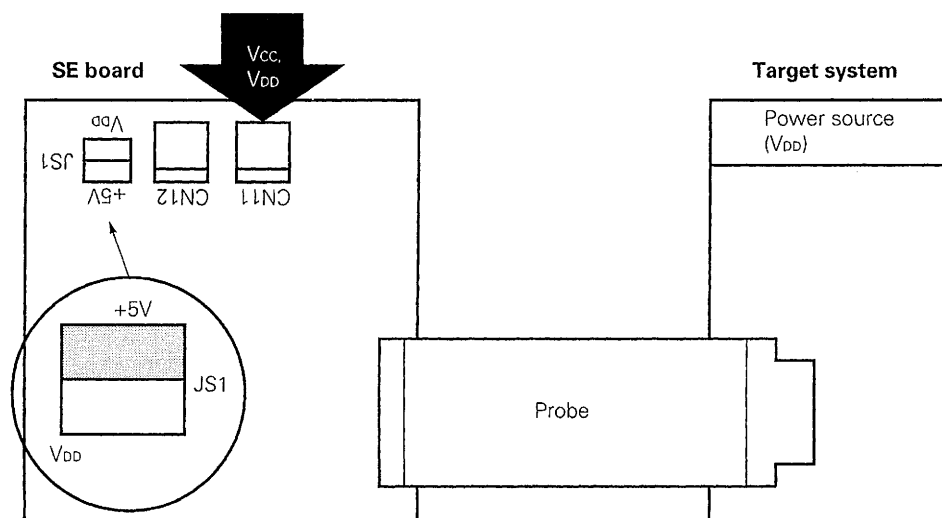 SE board
Vcc,
VDD
Target system
Power source
(VDD)
VDD
JS1
+5V
CN12
CN11
+5V
JS1
VDD
Probe